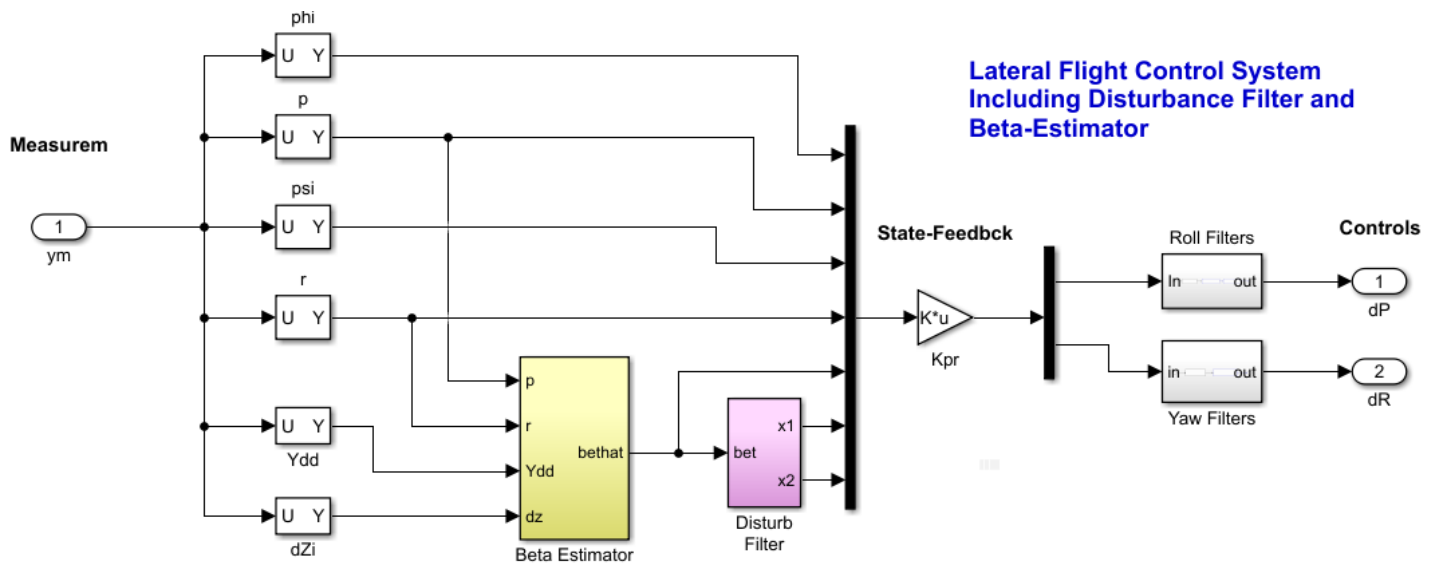 phi
U Y
p
U Y
psi
U Y
r
U Y
Measurem
1
ym
U Y
Ydd
U Y
dZi
p
r
Ydd
dz
bethat
Beta Estimator
bet
x1
x2
Disturb
Filter
Lateral Flight Control System
Including Disturbance Filter and
Beta-Estimator
State-Feedbck
K*u
Kpr
Roll Filters
In out
in out
Yaw Filters
Controls
1
dP
2
dR